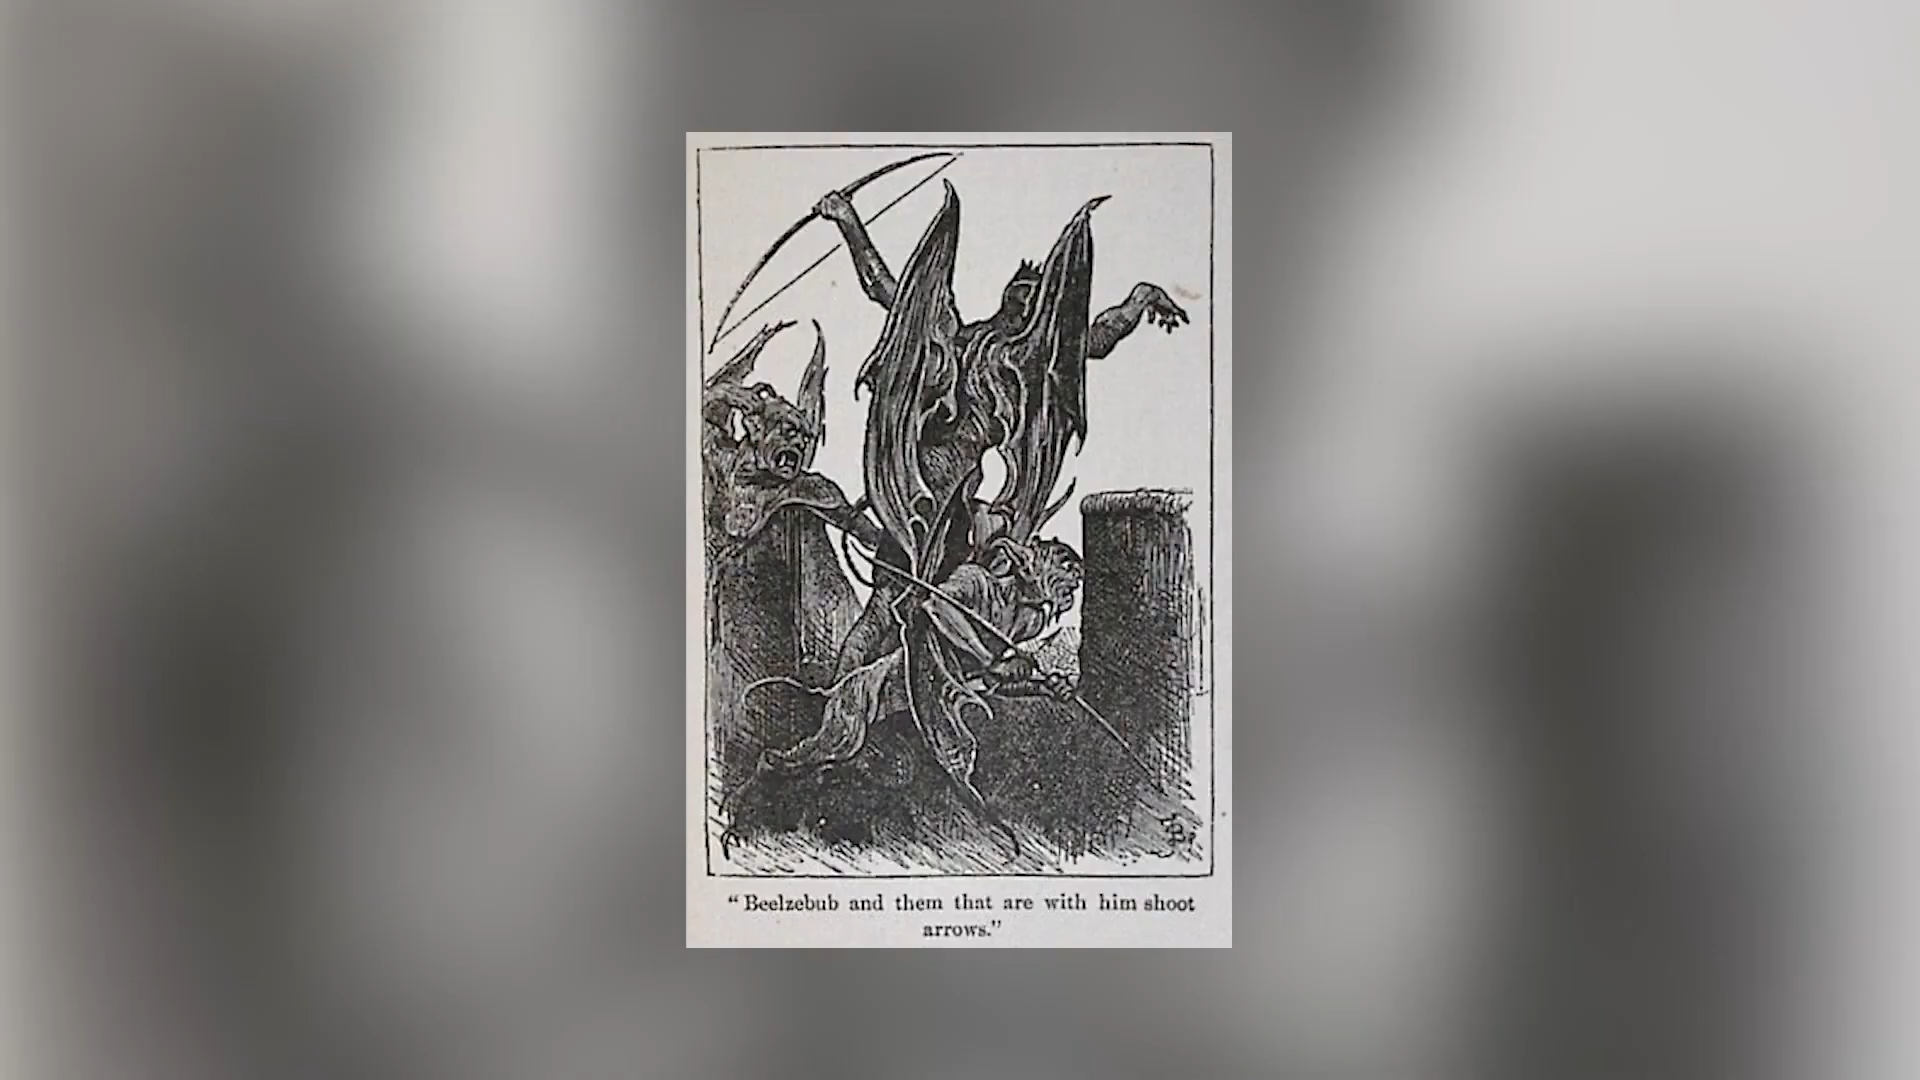 “Beelzebub and them that are with him shoot
arrows.”